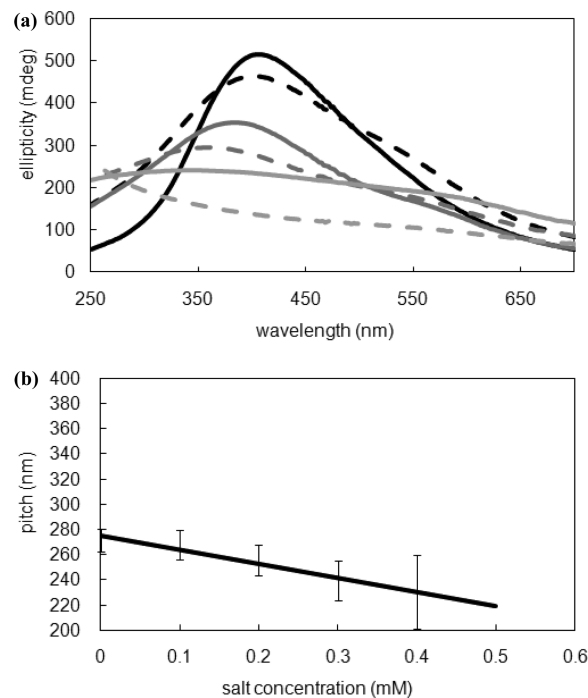 (a)
600
500
400
300
200
100
0
ellipticity (mdeg)
250 350 450 550 650
wavelength (nm)
(b)
400
380
360
340
320
300
280
260
240
220
200
pitch (nm)
0 0.1 0.2 0.3 0.4 0.5 0.6
salt concentration (mM)